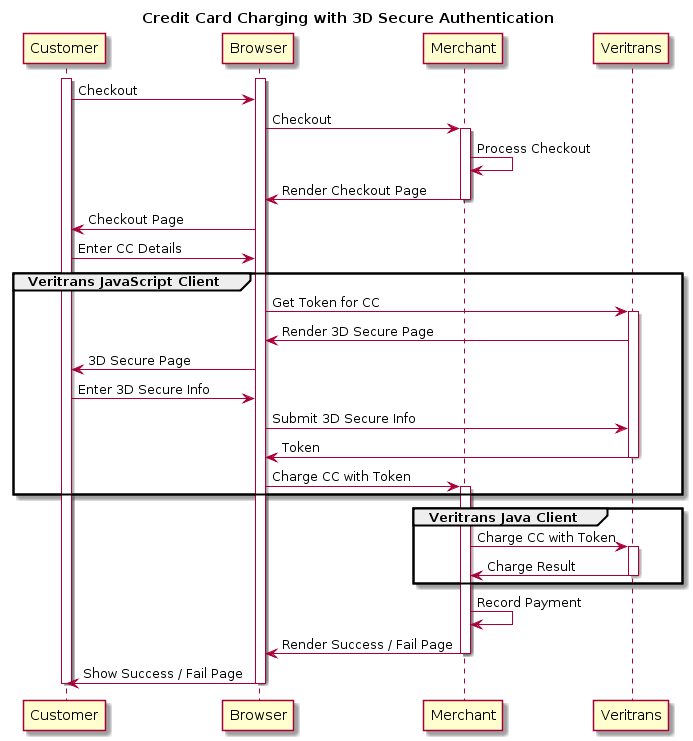 Credit Card Charging with 3D Secure Authentication
Customer Browser Merchant Veritrans
Checkout
Checkout
Process Checkout
Render Checkout Page
Checkout Page
Enter CC Details
Veritrans JavaScript Client
Get Token for CC
Render 3D Secure Page
3D Secure Page
Enter 3D Secure Info
Submit 3D Secure Info
Token
Charge CC with Token
Veritrans Java Client
Charge CC with Token
Charge Result
Record Payment
Render Success / Fail Page
Show Success / Fail Page
Customer Browser Merchant Veritrans